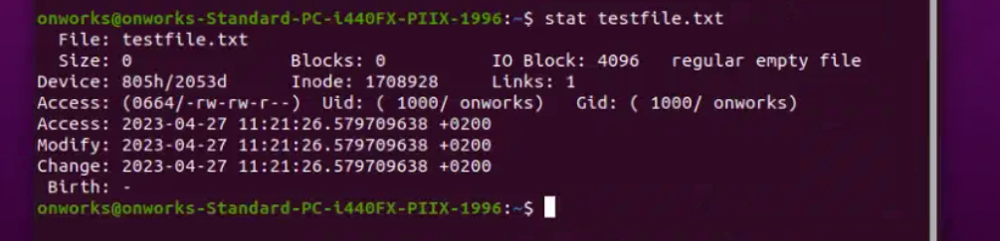 onworks@onworks-Standard-PC-i440FX-PIIX-1996:~$ stat testfile.txt
  File: testfile.txt
  Size: 0               Blocks: 0          IO Block: 4096   regular empty file
Device: 805h/2053d      Inode: 1708928     Links: 1
Access: (0664/-rw-rw-r--)  Uid: ( 1000/ onworks)   Gid: ( 1000/ onworks)
Access: 2023-04-27 11:21:26.579709638 +0200
Modify: 2023-04-27 11:21:26.579709638 +0200
Change: 2023-04-27 11:21:26.579709638 +0200
 Birth: -
onworks@onworks-Standard-PC-i440FX-PIIX-1996:~$